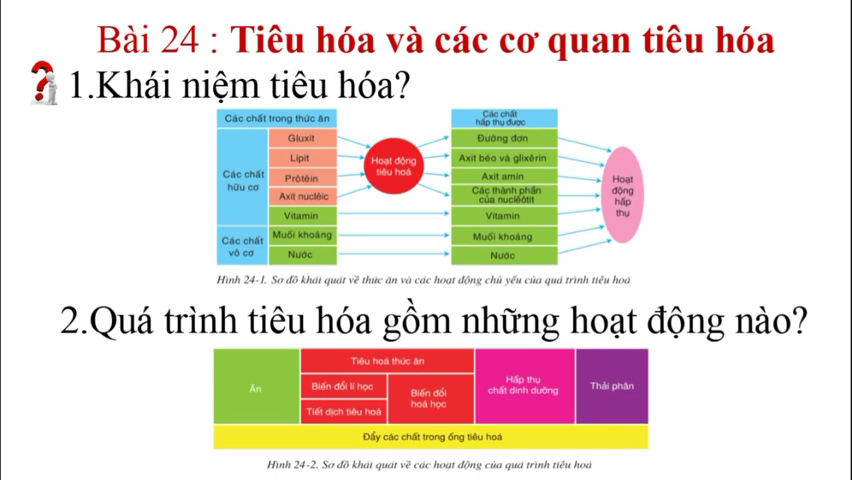 Bài 24 : Tiêu hóa và các cơ quan tiêu hóa
?
1.Khái niệm tiêu hóa?
Các chất trong thức ăn
Các chất
hữu cơ
Gluxit
Lipit
Prôtêin
Axit nuclêic
Vitamin
Các chất
vô cơ
Muối khoáng
Nước
Hoạt động
tiêu hoá
Các chất
hấp thụ được
Đường đơn
Axit béo và glixêrin
Axit amin
Các thành phần
của nuclêôtit
Vitamin
Muối khoáng
Nước
Hoạt
động
hấp
thụ
Hình 24-1. Sơ đồ khái quát về thức ăn và các hoạt động chủ yếu của quá trình tiêu hoá
2.Quá trình tiêu hóa gồm những hoạt động nào?
Ăn
Tiêu hoá thức ăn
Biến đổi lí học
Tiết dịch tiêu hoá
Biến đổi
hoá học
Hấp thụ
chất dinh dưỡng
Thải phân
Đẩy các chất trong ống tiêu hoá
Hình 24-2. Sơ đồ khái quát về các hoạt động của quá trình tiêu hoá